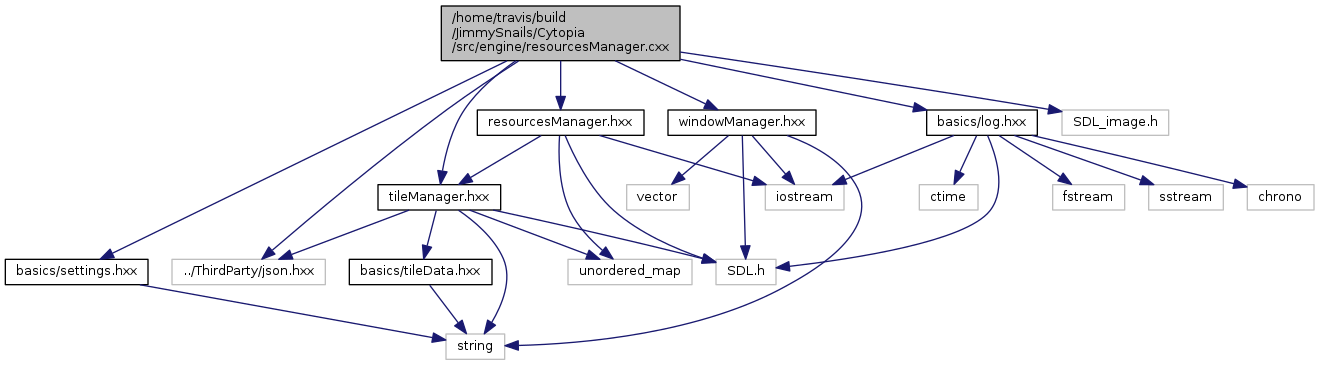 /home/travis/build
/JimmySnails/Cytopia
/src/engine/resourcesManager.cxx
resourcesManager.hxx
windowManager.hxx
basics/log.hxx
SDL_image.h
tileManager.hxx
vector
iostream
ctime
fstream
sstream
chrono
basics/settings.hxx
../ThirdParty/json.hxx
basics/tileData.hxx
unordered_map
SDL.h
string